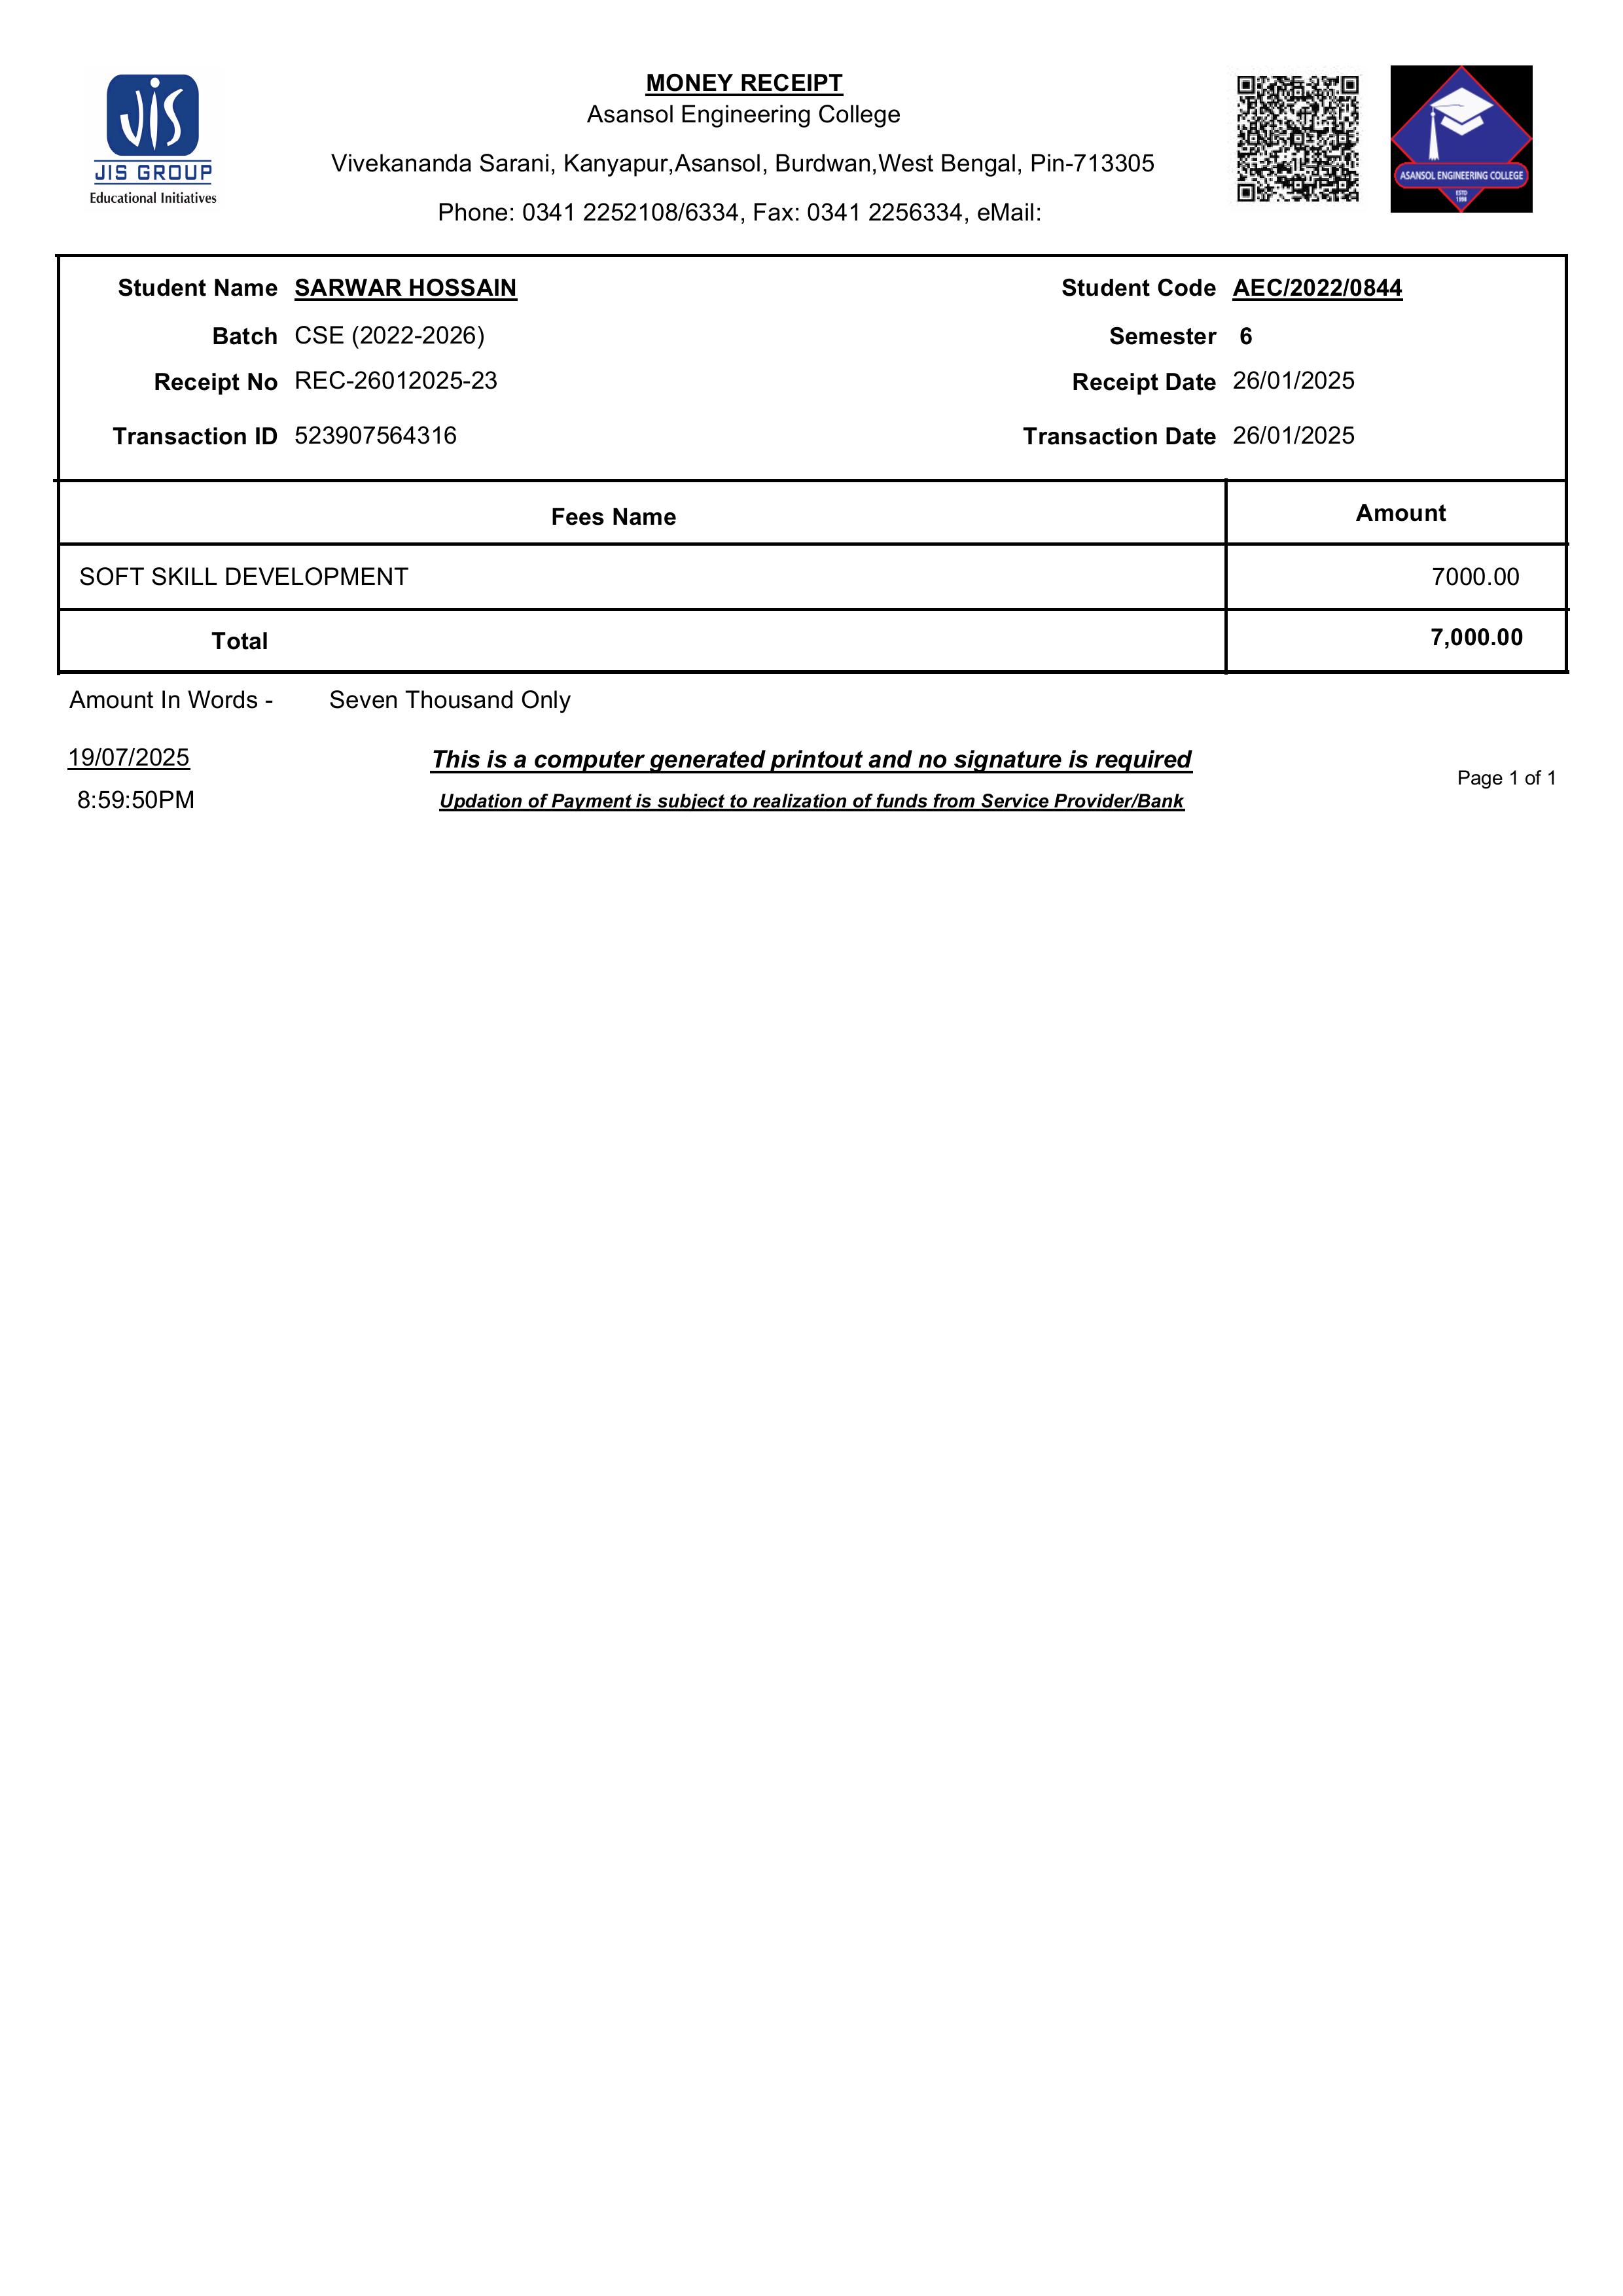 JIS
JIS GROUP
Educational Initiatives
MONEY RECEIPT
Asansol Engineering College
Vivekananda Sarani, Kanyapur,Asansol, Burdwan,West Bengal, Pin-713305
Phone: 0341 2252108/6334, Fax: 0341 2256334, eMail:
ASANSOL ENGINEERING COLLEGE
ESTD
1998
Student Name SARWAR HOSSAIN Student Code AEC/2022/0844
Batch CSE (2022-2026) Semester 6
Receipt No REC-26012025-23 Receipt Date 26/01/2025
Transaction ID 523907564316 Transaction Date 26/01/2025
Fees Name Amount
SOFT SKILL DEVELOPMENT 7000.00
Total 7,000.00
Amount In Words - Seven Thousand Only
19/07/2025 This is a computer generated printout and no signature is required
Page 1 of 1
8:59:50PM Updation of Payment is subject to realization of funds from Service Provider/Bank